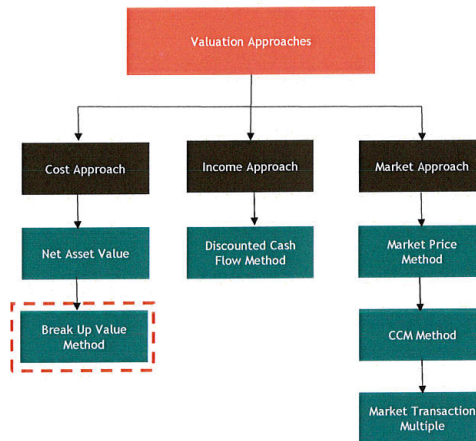 Valuation Approaches
Cost Approach
Income Approach
Market Approach
Net Asset Value
Discounted Cash
Flow Method
Market Price
Method
Break Up Value
Method
CCM Method
Market Transaction
Multiple